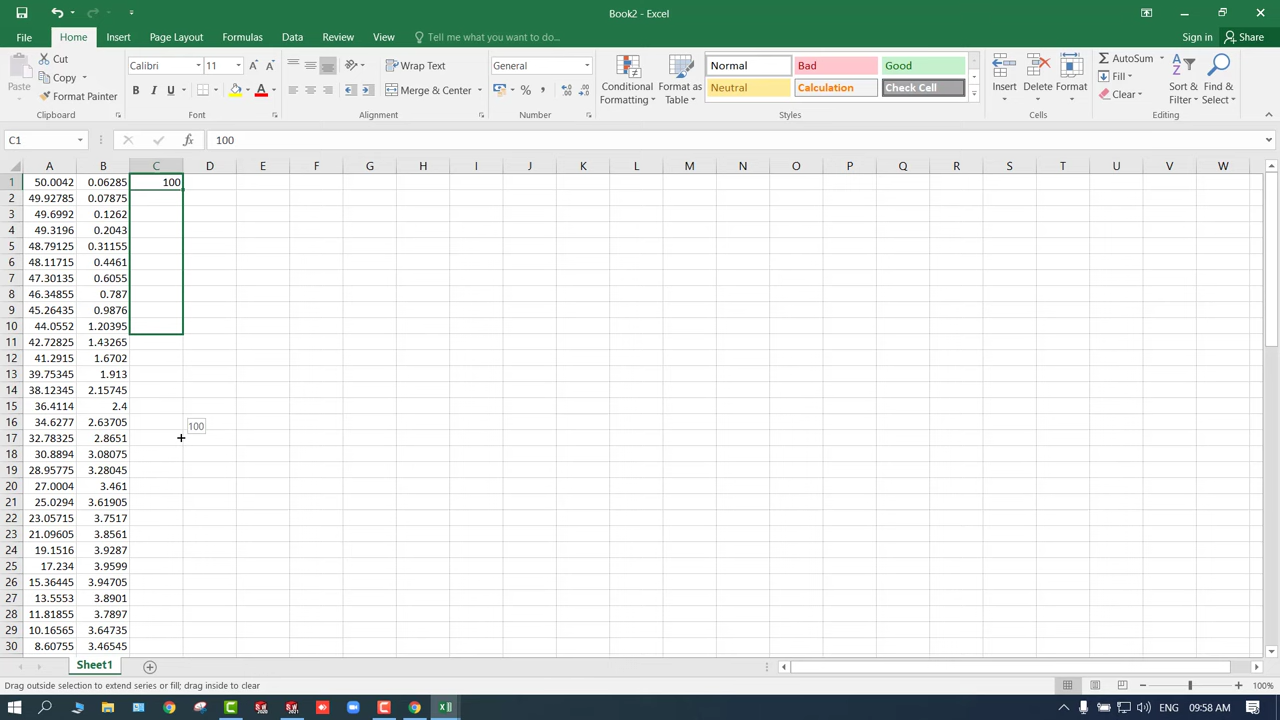 Book2 - Excel
File Home Insert Page Layout Formulas Data Review View Tell me what you want to do... Sign in Share
Paste Cut Copy Format Painter Clipboard
Calibri 11 A A B I U A Font
Wrap Text Merge & Center Alignment
General % , Number
Conditional Formatting Format as Table
Normal Bad Good
Neutral Calculation Check Cell
Styles
Insert Delete Format Cells
AutoSum Fill Clear Sort & Filter Find & Select Editing
C1 fx 100
A B C D E F G H I J K L M N O P Q R S T U V W
1 50.0042 0.06285 100
2 49.92785 0.07875
3 49.6992 0.1262
4 49.3196 0.2043
5 48.79125 0.31155
6 48.11715 0.4461
7 47.30135 0.6055
8 46.34855 0.787
9 45.26435 0.9876
10 44.0552 1.20395
11 42.72825 1.43265
12 41.2915 1.6702
13 39.75345 1.913
14 38.12345 2.15745
15 36.4114 2.4
16 34.6277 2.63705 100
17 32.78325 2.8651
18 30.8894 3.08075
19 28.95775 3.28045
20 27.0004 3.461
21 25.0294 3.61905
22 23.05715 3.7517
23 21.09605 3.8561
24 19.1516 3.9287
25 17.234 3.9599
26 15.36445 3.94705
27 13.5553 3.8901
28 11.81855 3.7897
29 10.16565 3.64735
30 8.60755 3.46545
Sheet1
Drag outside selection to extend series or fill; drag inside to clear 100%
ENG 09:58 AM